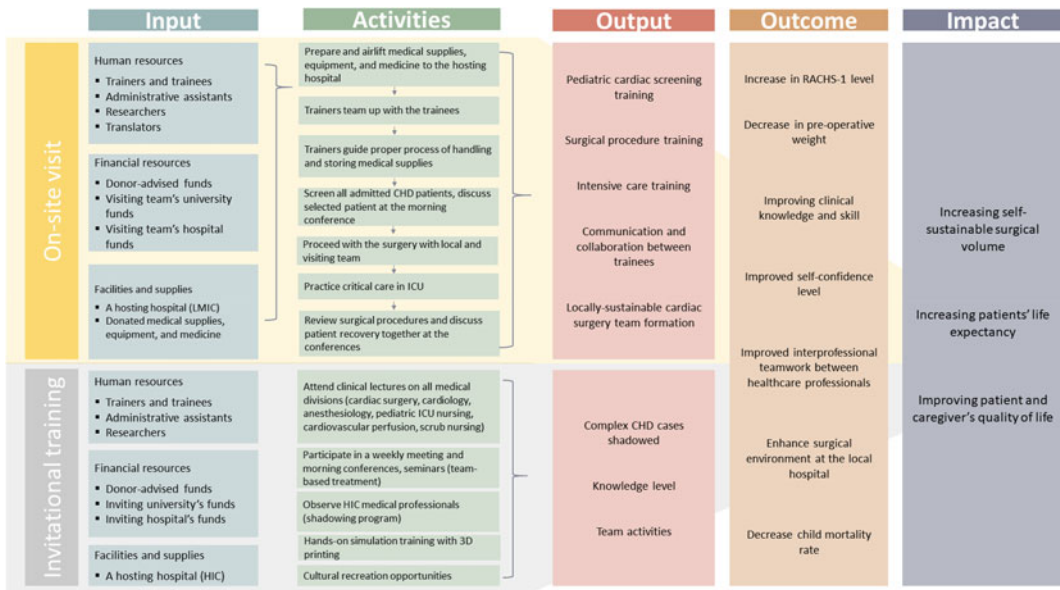 Input
Activities
Output
Outcome
Impact
On-site visit
Human resources
▪ Trainers and trainees
▪ Administrative assistants
▪ Researchers
▪ Translators
Financial resources
▪ Donor-advised funds
▪ Visiting team's university
funds
▪ Visiting team's hospital
funds
Facilities and supplies
▪ A hosting hospital (LMIC)
▪ Donated medical supplies,
equipment, and medicine
Prepare and airlift medical supplies,
equipment, and medicine to the hosting
hospital
Trainers team up with the trainees
Trainers guide proper process of handling
and storing medical supplies
Screen all admitted CHD patients, discuss
selected patient at the morning
conference
Proceed with the surgery with local and
visiting team
Practice critical care in ICU
Review surgical procedures and discuss
patient recovery together at the
conferences
Pediatric cardiac screening
training
Surgical procedure training
Intensive care training
Communication and
collaboration between
trainees
Locally-sustainable cardiac
surgery team formation
Invitational training
Human resources
▪ Trainers and trainees
▪ Administrative assistants
▪ Researchers
Financial resources
▪ Donor-advised funds
▪ Inviting university's funds
▪ Inviting hospital's funds
Facilities and supplies
▪ A hosting hospital (HIC)
Attend clinical lectures on all medical
divisions (cardiac surgery, cardiology,
anesthesiology, pediatric ICU nursing,
cardiovascular perfusion, scrub nursing)
Participate in a weekly meeting and
morning conferences, seminars (team-
based treatment)
Observe HIC medical professionals
(shadowing program)
Hands-on simulation training with 3D
printing
Cultural recreation opportunities
Complex CHD cases
shadowed
Knowledge level
Team activities
Increase in RACHS-1 level
Decrease in pre-operative
weight
Improving clinical
knowledge and skill
Improved self-confidence
level
Improved interprofessional
teamwork between
healthcare professionals
Enhance surgical
environment at the local
hospital
Decrease child mortality
rate
Increasing self-
sustainable surgical
volume
Increasing patients' life
expectancy
Improving patient and
caregiver's quality of life